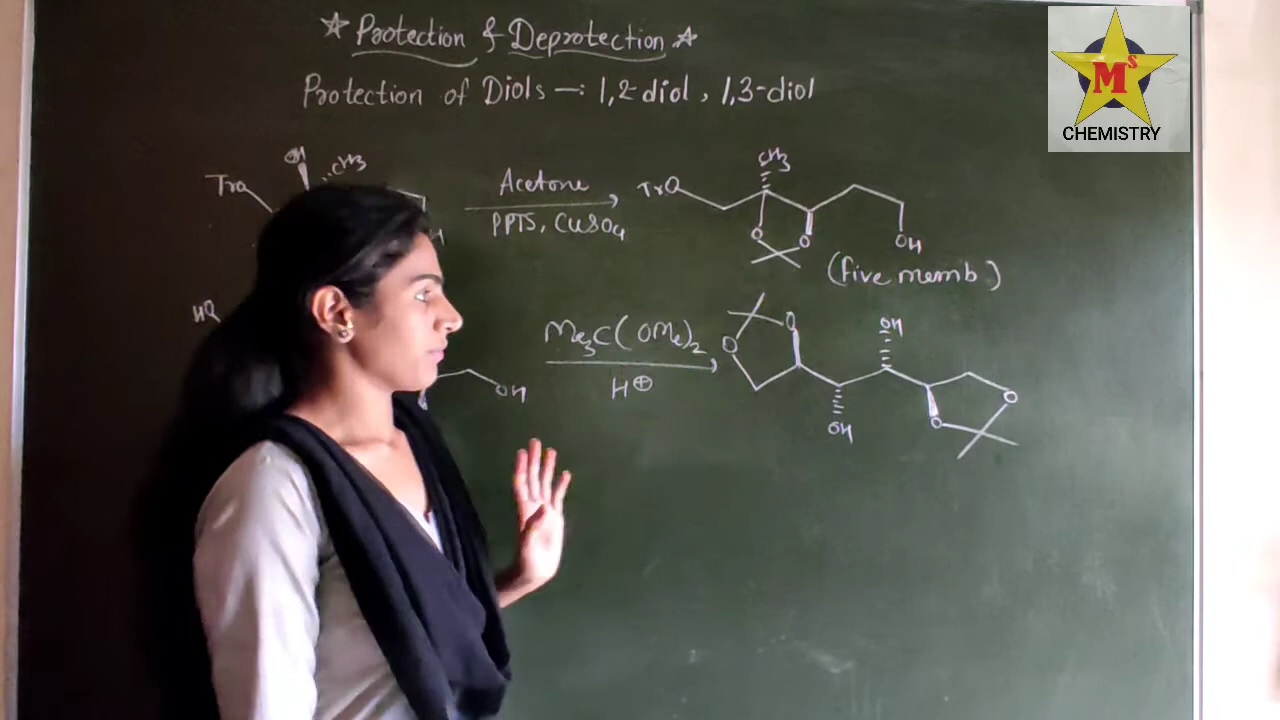 ☆ Protection & Deprotection ☆
Protection of Diols —: 1,2-diol, 1,3-diol
MS
CHEMISTRY
OH
CH3
TrO
H
Acetone
PPTS, CuSO4
CH3
TrO
O
O
OH
(five memb)
HO
OH
Me3C(OMe)2
H⊕
O
O
OH
OH
O
O